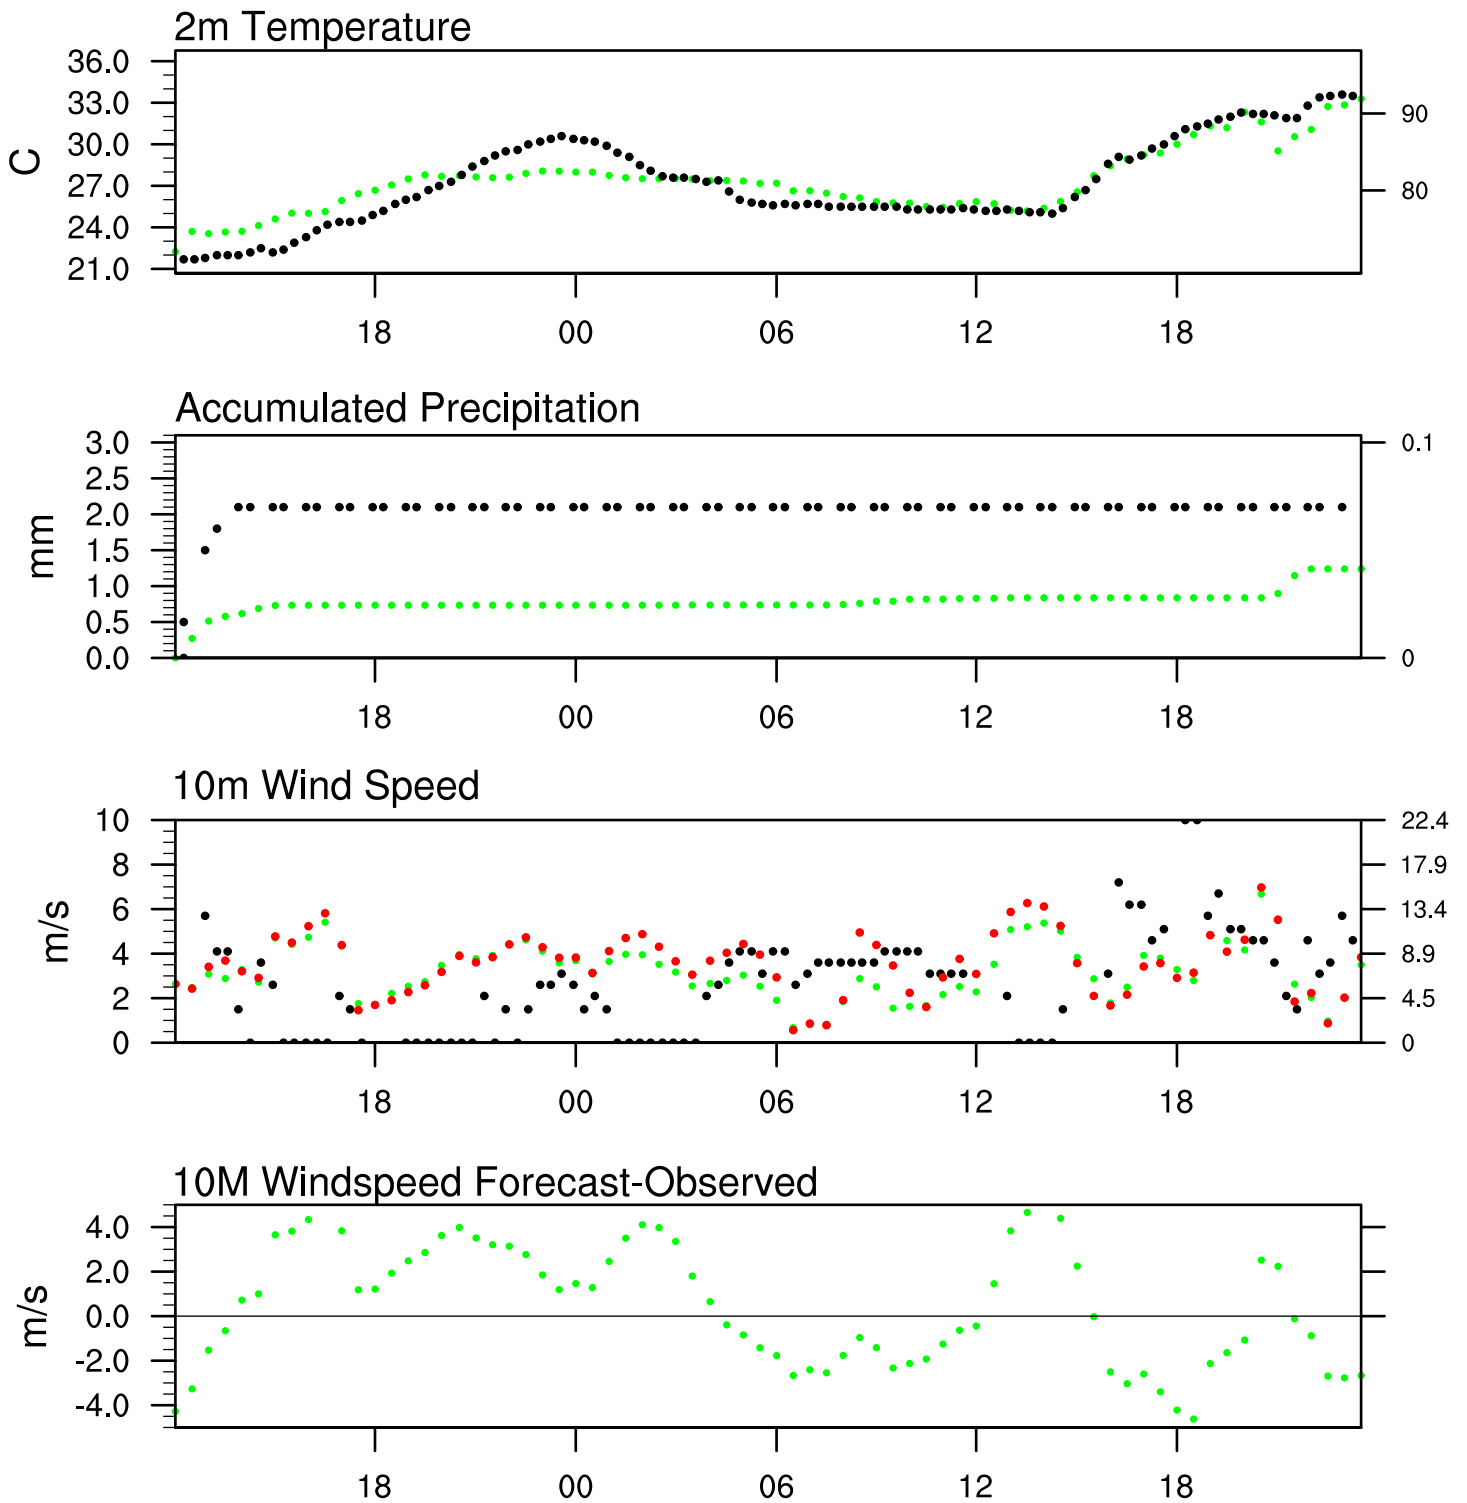 2m Temperature
36.0
33.0
30.0
27.0
24.0
21.0
C
90
80
18 00 06 12 18
Accumulated Precipitation
3.0
2.5
2.0
1.5
1.0
0.5
0.0
mm
0.1
0
18 00 06 12 18
10m Wind Speed
10
8
6
4
2
0
m/s
22.4
17.9
13.4
8.9
4.5
0
18 00 06 12 18
10M Windspeed Forecast-Observed
4.0
2.0
0.0
-2.0
-4.0
m/s
18 00 06 12 18